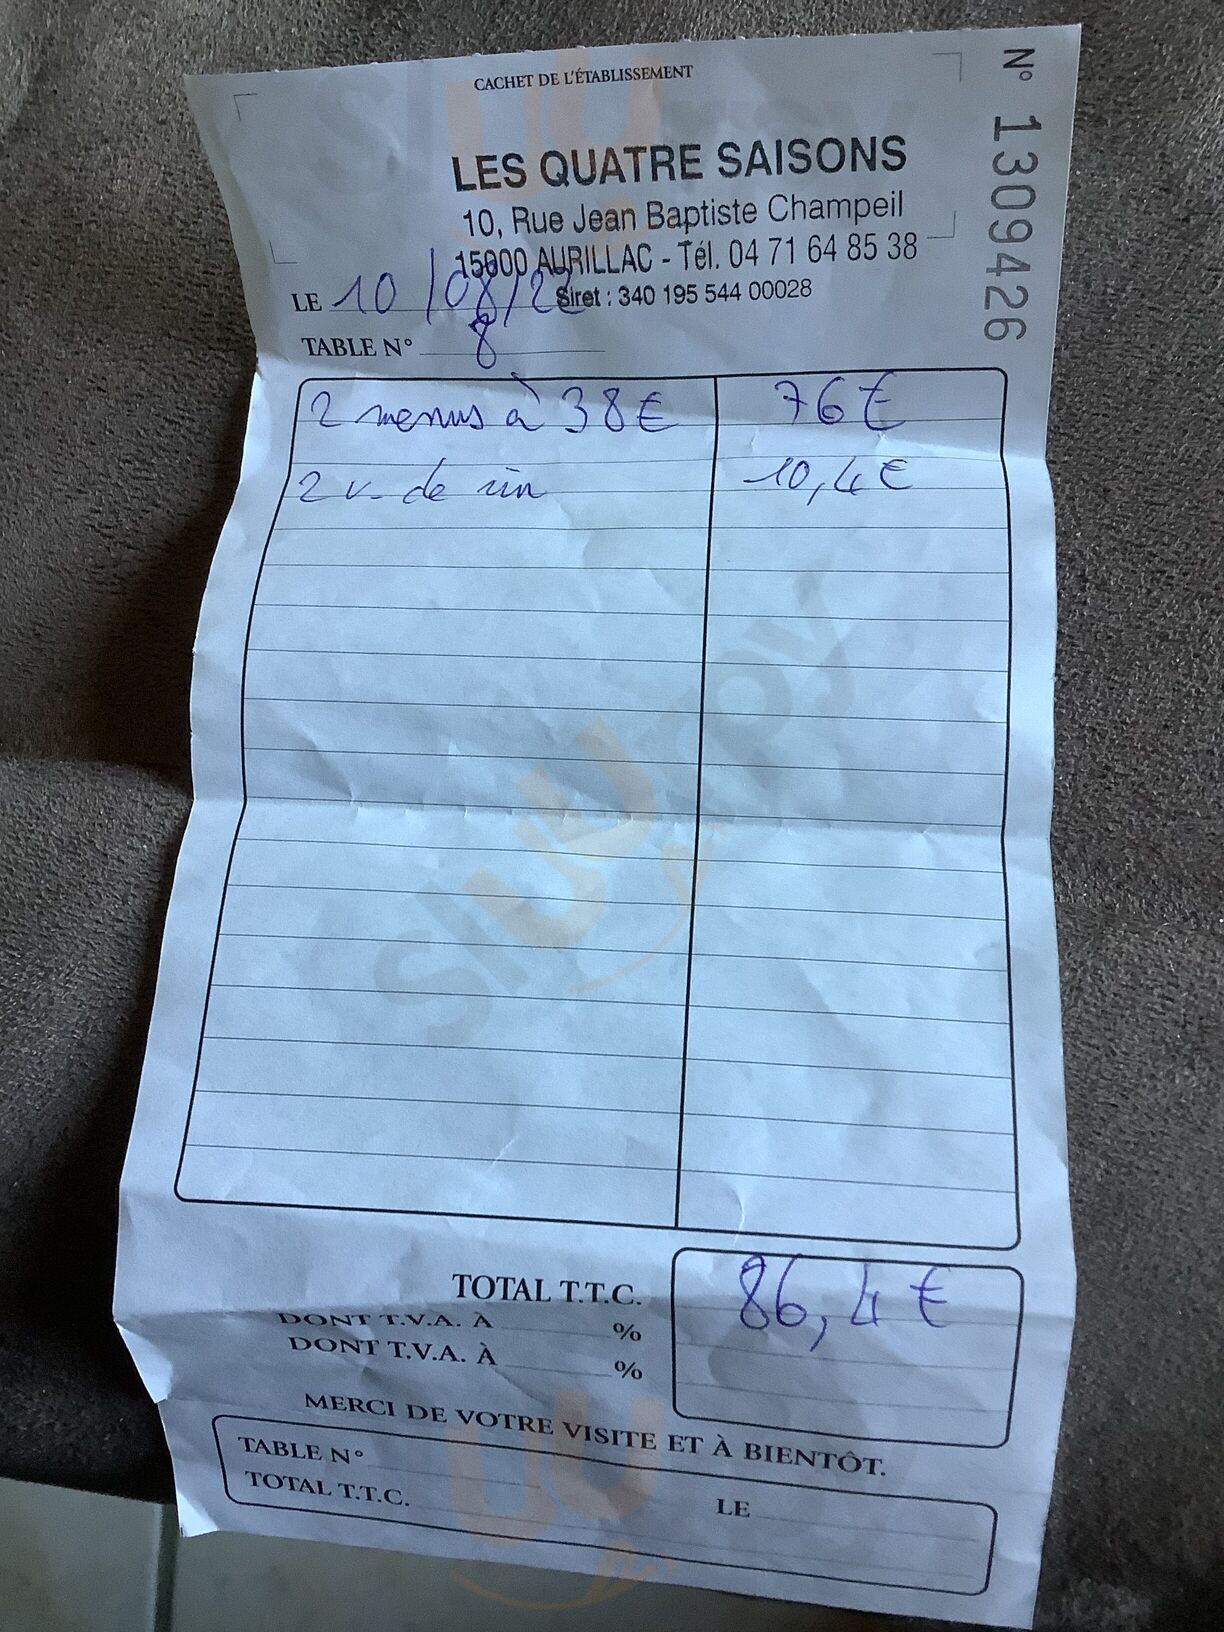 CACHET DE L'ÉTABLISSEMENT
N° 1309426
LES QUATRE SAISONS
10, Rue Jean Baptiste Champeil
15000 AURILLAC - Tél. 04 71 64 85 38
Siret : 340 195 544 00028
LE 10/08/22
TABLE N° 8
2 menus à 38€ 76€
2 v. de vin 10,4€
TOTAL T.T.C. 86,4€
DONT T.V.A. À %
DONT T.V.A. À %
MERCI DE VOTRE VISITE ET À BIENTÔT.
TABLE N°
TOTAL T.T.C. LE
sluurpy